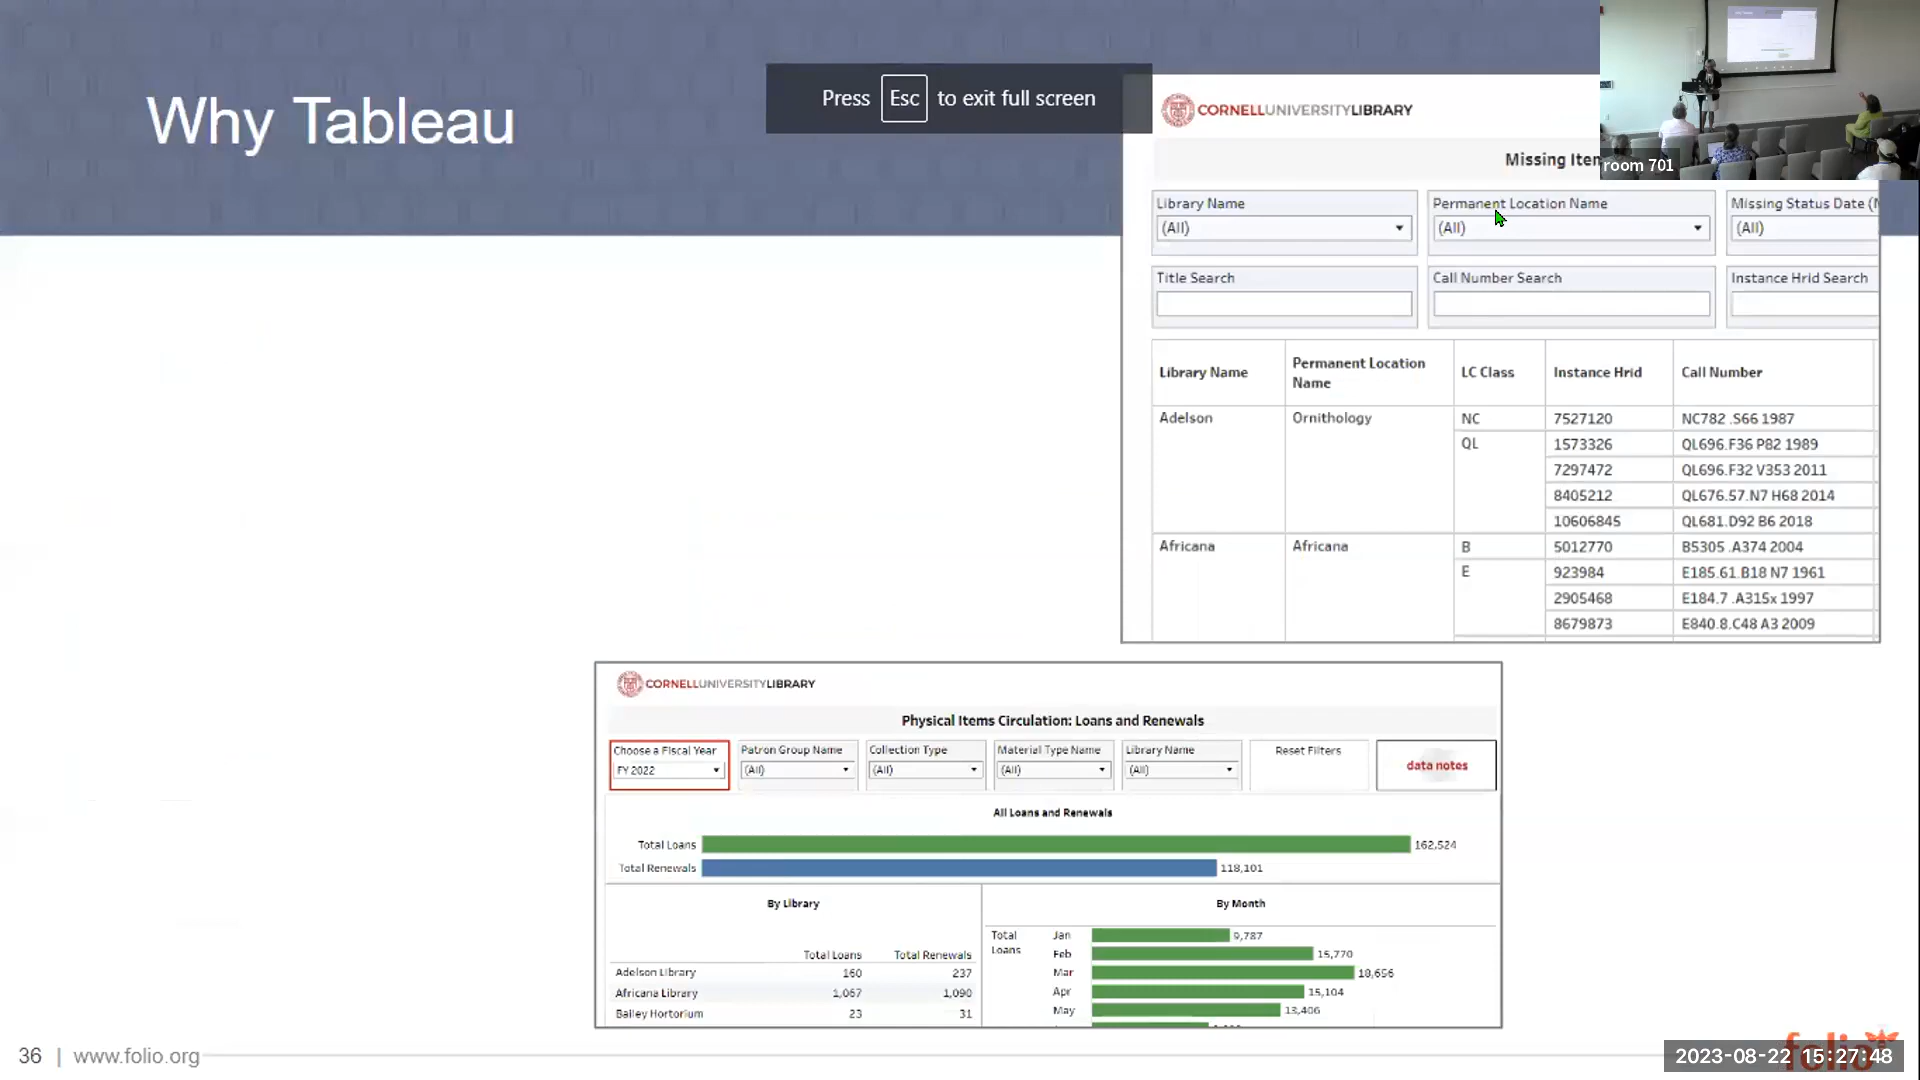 Why Tableau
Press Esc to exit full screen
room 701
CORNELLUNIVERSITYLIBRARY
Missing
Library Name
(All)
Permanent Location Name
(All)
Missing Status Date
(All)
Title Search
Call Number Search
Instance Hrid Search
Library Name
Permanent Location Name
LC Class
Instance Hrid
Call Number
Adelson Ornithology NC 7527120 NC782 .S66 1987
QL 1573326 QL696.F36 P82 1989
7297472 QL696.F32 V353 2011
8405212 QL676.57.N7 H68 2014
10606845 QL681.D92 B6 2018
Africana Africana B 5012770 B5305 .A374 2004
E 923984 E185.61.B18 N7 1961
2905468 E184.7 .A315x 1997
8679873 E840.8.C48 A3 2009
CORNELLUNIVERSITYLIBRARY
Physical Items Circulation: Loans and Renewals
Choose a Fiscal Year
FY 2022
Patron Group Name
(All)
Collection Type
(All)
Material Type Name
(All)
Library Name
(All)
Reset Filters
data notes
All Loans and Renewals
Total Loans 162,524
Total Renewals 118,101
By Library
Total Loans Total Renewals
Adelson Library 160 237
Africana Library 1,067 1,090
Bailey Hortorium 23 31
By Month
Total Loans
Jan 9,787
Feb 15,770
Mar 18,656
Apr 15,104
May 13,406
36 | www.folio.org
folio
2023-08-22 15:27:48